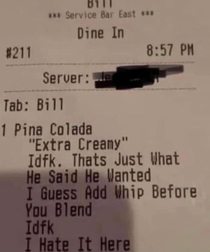 Bill
*** Service Bar East ***
Dine In
#211 8:57 PM
Server:
Tab: Bill
1 Pina Colada
"Extra Creamy"
Idfk. Thats Just What
He Said He Wanted
I Guess Add Whip Before
You Blend
Idfk
I Hate It Here